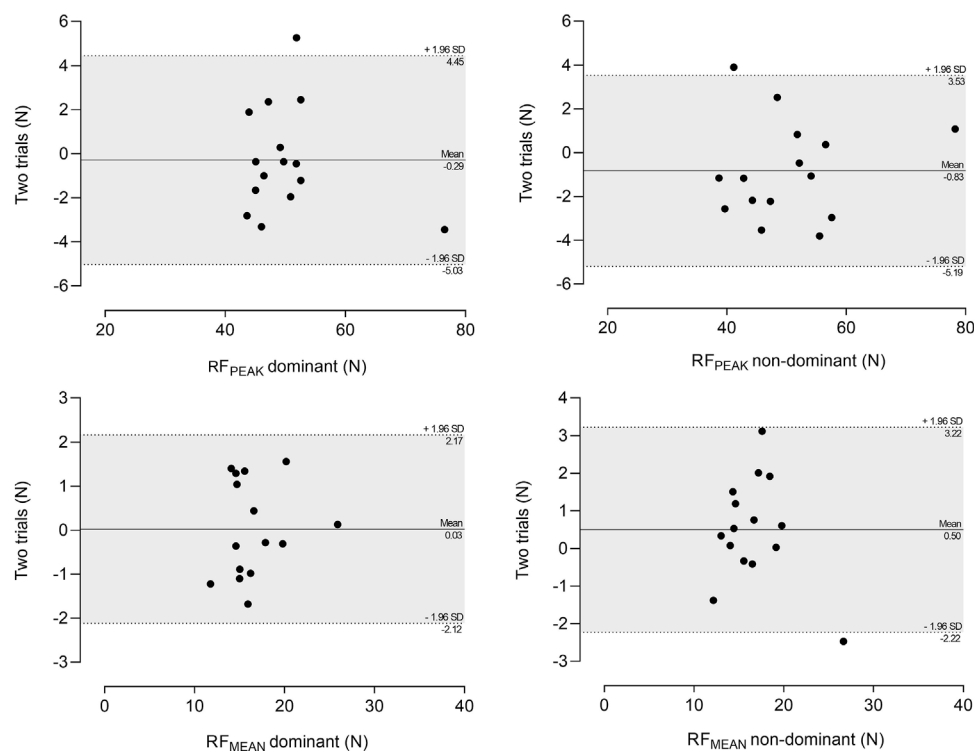 6
4
2
0
-2
-4
-6
Two trials (N)
+ 1.96 SD
4.45
Mean
-0.29
- 1.96 SD
-5.03
20
40
60
80
RF_PEAK dominant (N)
6
4
2
0
-2
-4
-6
Two trials (N)
+ 1.96 SD
3.53
Mean
-0.83
- 1.96 SD
-5.19
20
40
60
80
RF_PEAK non-dominant (N)
3
2
1
0
-1
-2
-3
Two trials (N)
+ 1.96 SD
2.17
Mean
0.03
- 1.96 SD
-2.12
0
10
20
30
40
RF_MEAN dominant (N)
4
3
2
1
0
-1
-2
-3
Two trials (N)
+ 1.96 SD
3.22
Mean
0.50
- 1.96 SD
-2.22
0
10
20
30
40
RF_MEAN non-dominant (N)